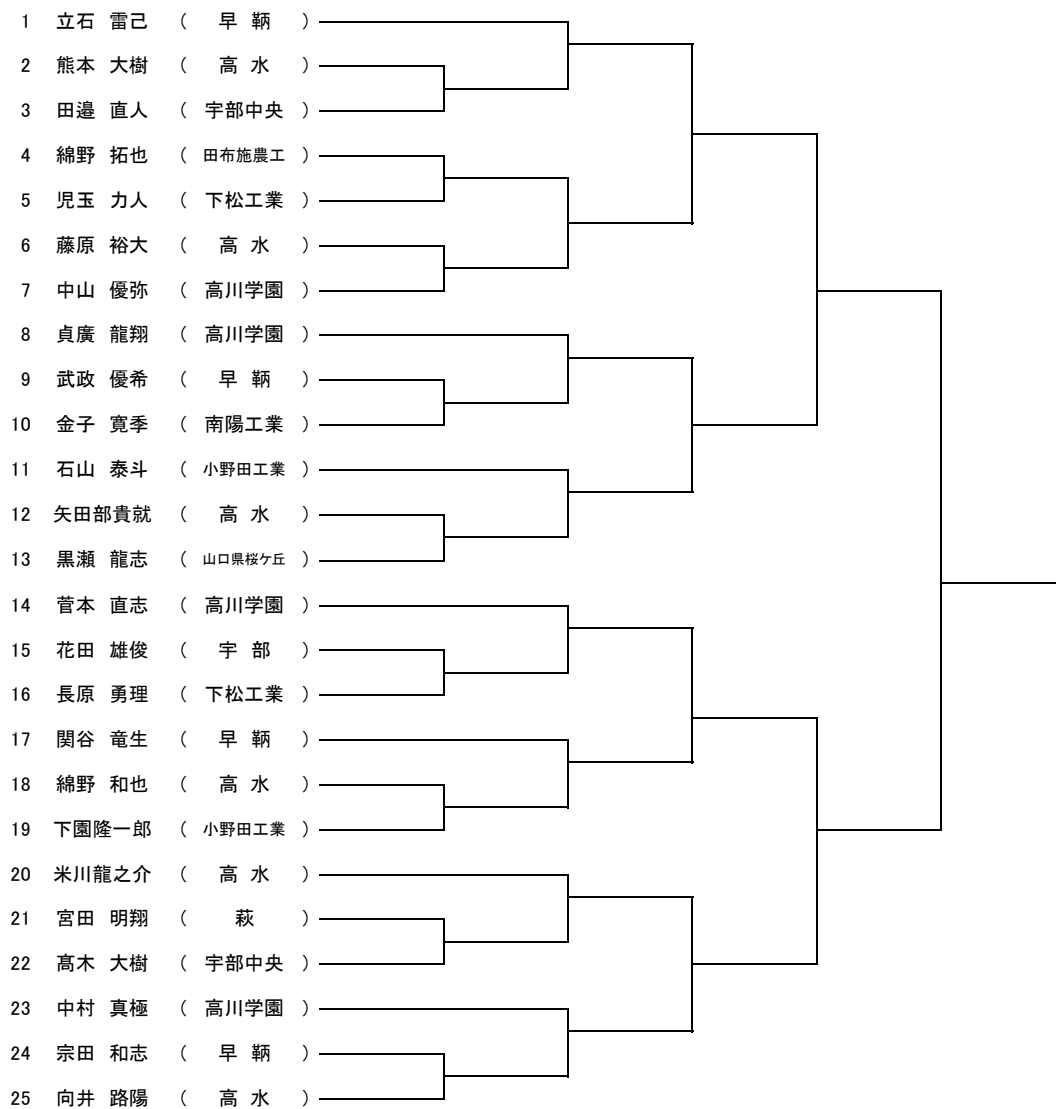 1 立石 雷己 ( 早 鞆 )
2 熊本 大樹 ( 高 水 )
3 田邉 直人 ( 宇部中央 )
4 綿野 拓也 ( 田布施農工 )
5 児玉 力人 ( 下松工業 )
6 藤原 裕大 ( 高 水 )
7 中山 優弥 ( 高川学園 )
8 貞廣 龍翔 ( 高川学園 )
9 武政 優希 ( 早 鞆 )
10 金子 寛季 ( 南陽工業 )
11 石山 泰斗 ( 小野田工業 )
12 矢田部貴就 ( 高 水 )
13 黒瀬 龍志 ( 山口県桜ケ丘 )
14 菅本 直志 ( 高川学園 )
15 花田 雄俊 ( 宇 部 )
16 長原 勇理 ( 下松工業 )
17 関谷 竜生 ( 早 鞆 )
18 綿野 和也 ( 高 水 )
19 下園隆一郎 ( 小野田工業 )
20 米川龍之介 ( 高 水 )
21 宮田 明翔 ( 萩 )
22 髙木 大樹 ( 宇部中央 )
23 中村 真極 ( 高川学園 )
24 宗田 和志 ( 早 鞆 )
25 向井 路陽 ( 高 水 )